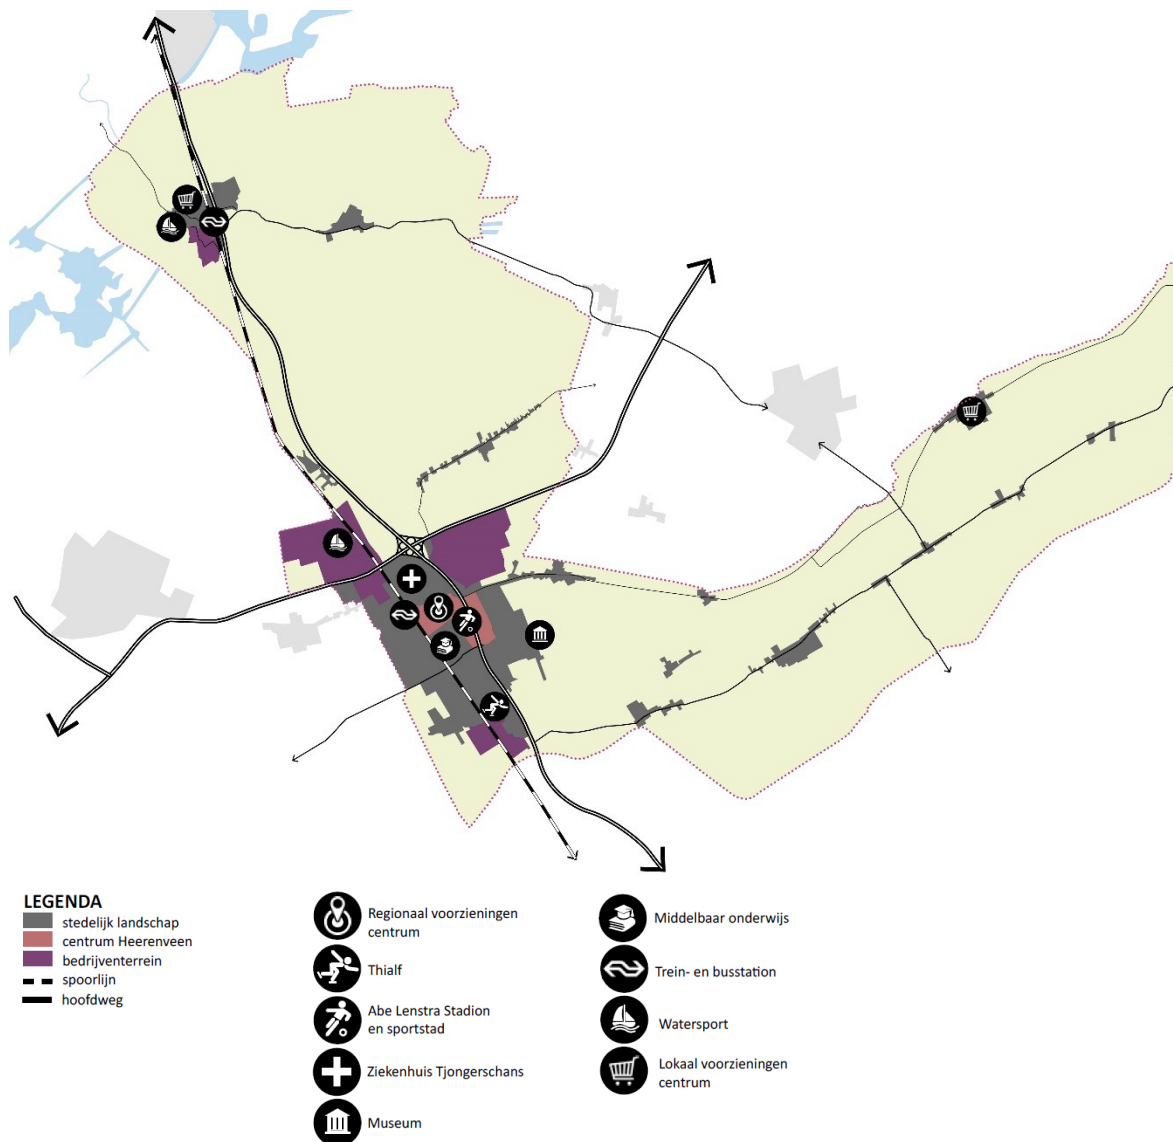 LEGENDA
stedelijk landschap
centrum Heerenveen
bedrijventerrein
spoorlijn
hoofdweg
Regionaal voorzieningen
centrum
Thialf
Abe Lenstra Stadion
en sportstad
Ziekenhuis Tjongerschans
Museum
Middelbaar onderwijs
Trein- en busstation
Watersport
Lokaal voorzieningen
centrum